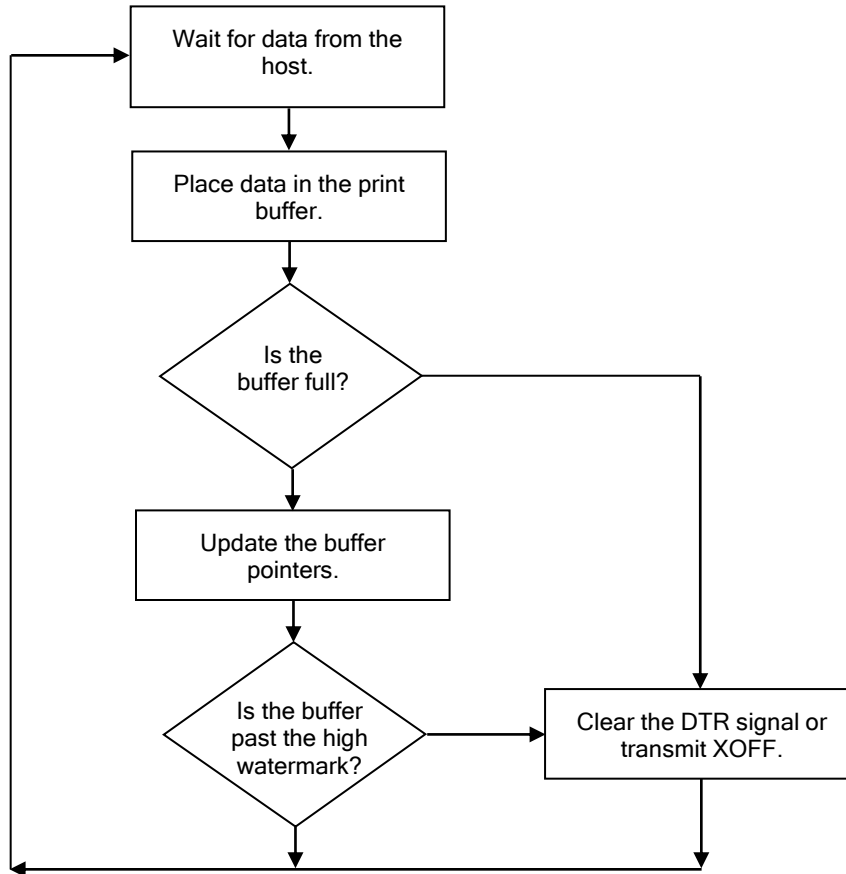 Wait for data from the
host.
Place data in the print
buffer.
Is the
buffer full?
Update the buffer
pointers.
Is the buffer
past the high
watermark?
Clear the DTR signal or
transmit XOFF.